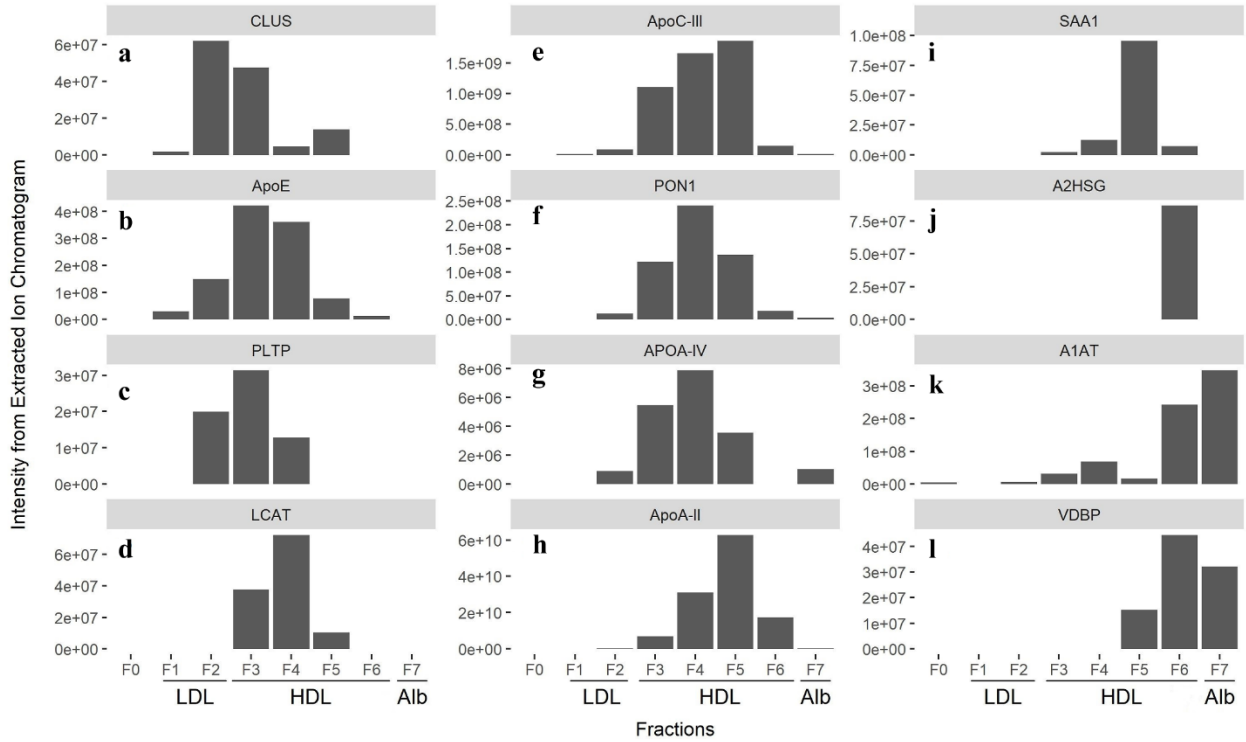 Intensity from Extracted Ion Chromatogram
CLUS
a
6e+07
4e+07
2e+07
0e+00
ApoC-III
e
1.5e+09
1.0e+09
5.0e+08
0.0e+00
SAA1
i
1.0e+08
7.5e+07
5.0e+07
2.5e+07
0.0e+00
ApoE
b
4e+08
3e+08
2e+08
1e+08
0e+00
PON1
f
2.5e+08
2.0e+08
1.5e+08
1.0e+08
5.0e+07
0.0e+00
A2HSG
j
7.5e+07
5.0e+07
2.5e+07
0.0e+00
PLTP
c
3e+07
2e+07
1e+07
0e+00
APOA-IV
g
8e+06
6e+06
4e+06
2e+06
0e+00
A1AT
k
3e+08
2e+08
1e+08
0e+00
LCAT
d
6e+07
4e+07
2e+07
0e+00
ApoA-II
h
6e+10
4e+10
2e+10
0e+00
VDBP
l
4e+07
3e+07
2e+07
1e+07
0e+00
F0 F1 F2 F3 F4 F5 F6 F7
LDL HDL Alb
F0 F1 F2 F3 F4 F5 F6 F7
LDL HDL Alb
F0 F1 F2 F3 F4 F5 F6 F7
LDL HDL Alb
Fractions